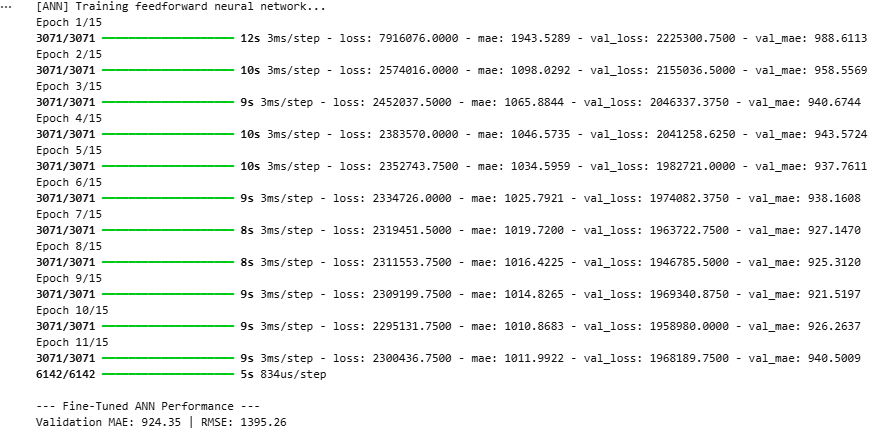 ...
[ANN] Training feedforward neural network...
Epoch 1/15
3071/3071 ━━━━━━━━━━━━━━━━━━━━ 12s 3ms/step - loss: 7916076.0000 - mae: 1943.5289 - val_loss: 2225300.7500 - val_mae: 988.6113
Epoch 2/15
3071/3071 ━━━━━━━━━━━━━━━━━━━━ 10s 3ms/step - loss: 2574016.0000 - mae: 1098.0292 - val_loss: 2155036.5000 - val_mae: 958.5569
Epoch 3/15
3071/3071 ━━━━━━━━━━━━━━━━━━━━ 9s 3ms/step - loss: 2452037.5000 - mae: 1065.8844 - val_loss: 2046337.3750 - val_mae: 940.6744
Epoch 4/15
3071/3071 ━━━━━━━━━━━━━━━━━━━━ 10s 3ms/step - loss: 2383570.0000 - mae: 1046.5735 - val_loss: 2041258.6250 - val_mae: 943.5724
Epoch 5/15
3071/3071 ━━━━━━━━━━━━━━━━━━━━ 10s 3ms/step - loss: 2352743.7500 - mae: 1034.5959 - val_loss: 1982721.0000 - val_mae: 937.7611
Epoch 6/15
3071/3071 ━━━━━━━━━━━━━━━━━━━━ 9s 3ms/step - loss: 2334726.0000 - mae: 1025.7921 - val_loss: 1974082.3750 - val_mae: 938.1608
Epoch 7/15
3071/3071 ━━━━━━━━━━━━━━━━━━━━ 8s 3ms/step - loss: 2319451.5000 - mae: 1019.7200 - val_loss: 1963722.7500 - val_mae: 927.1470
Epoch 8/15
3071/3071 ━━━━━━━━━━━━━━━━━━━━ 8s 3ms/step - loss: 2311553.7500 - mae: 1016.4225 - val_loss: 1946785.5000 - val_mae: 925.3120
Epoch 9/15
3071/3071 ━━━━━━━━━━━━━━━━━━━━ 9s 3ms/step - loss: 2309199.7500 - mae: 1014.8265 - val_loss: 1969340.8750 - val_mae: 921.5197
Epoch 10/15
3071/3071 ━━━━━━━━━━━━━━━━━━━━ 9s 3ms/step - loss: 2295131.7500 - mae: 1010.8683 - val_loss: 1958980.0000 - val_mae: 926.2637
Epoch 11/15
3071/3071 ━━━━━━━━━━━━━━━━━━━━ 9s 3ms/step - loss: 2300436.7500 - mae: 1011.9922 - val_loss: 1968189.7500 - val_mae: 940.5009
6142/6142 ━━━━━━━━━━━━━━━━━━━━ 5s 834us/step
--- Fine-Tuned ANN Performance ---
Validation MAE: 924.35 | RMSE: 1395.26